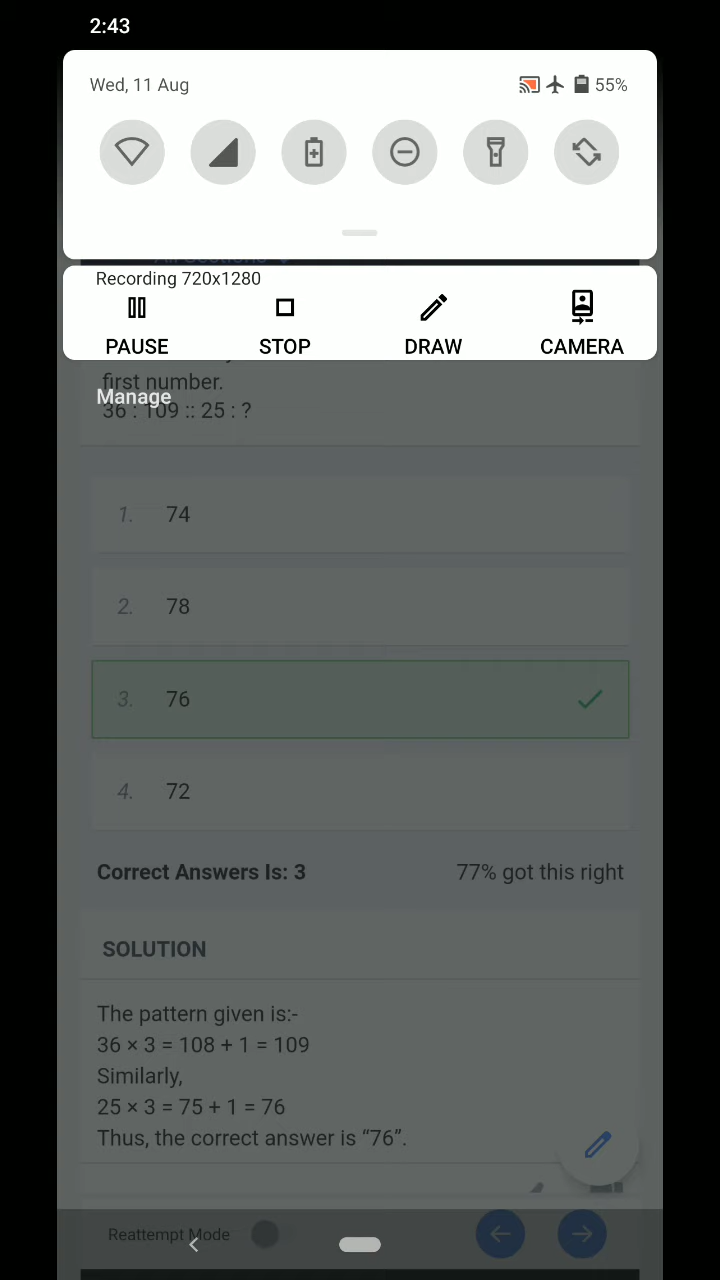 2:43
Wed, 11 Aug
55%
All Sections
Recording 720x1280
PAUSE STOP DRAW CAMERA
first number.
Manage
36 : 109 :: 25 : ?
1. 74
2. 78
3. 76
4. 72
Correct Answers Is: 3 77% got this right
SOLUTION
The pattern given is:-
36 × 3 = 108 + 1 = 109
Similarly,
25 × 3 = 75 + 1 = 76
Thus, the correct answer is “76”.
Reattempt Mode